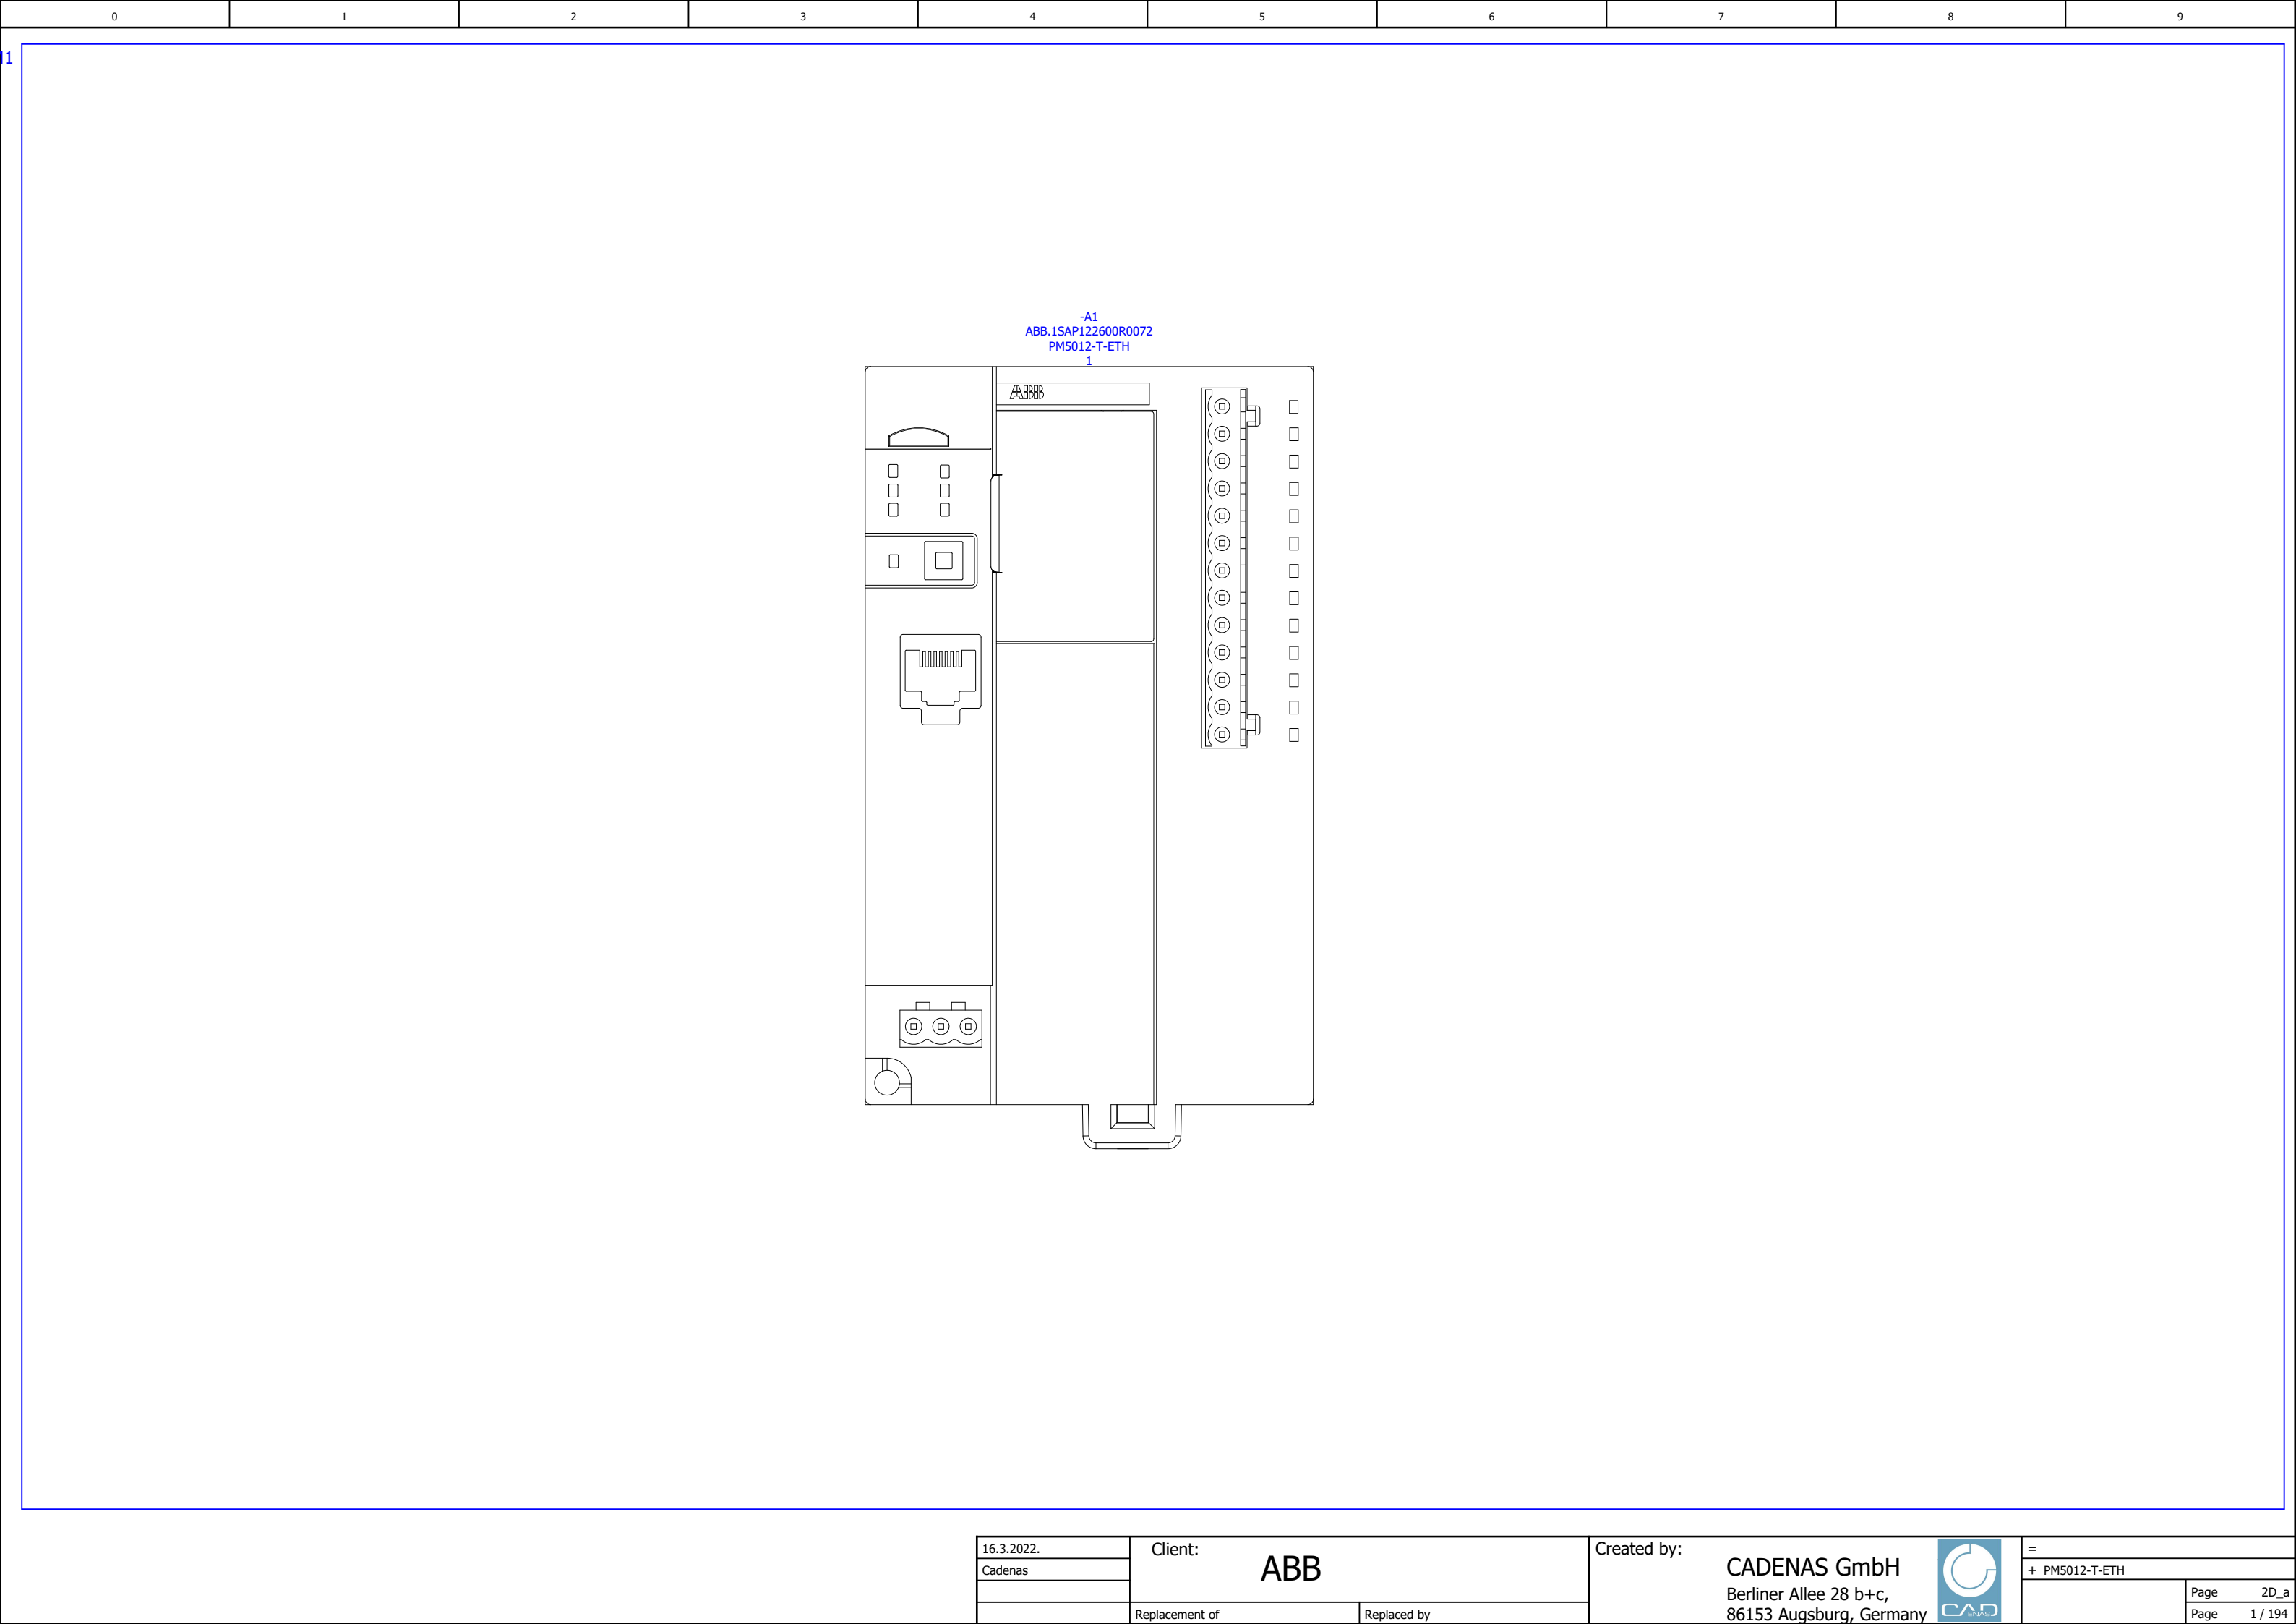 0 1 2 3 4 5 6 7 8 9
-A1
ABB.1SAP122600R0072
PM5012-T-ETH
1
ABB
16.3.2022.
Cadenas
Client:
ABB
Replacement of
Replaced by
Created by:
CADENAS GmbH
Berliner Allee 28 b+c,
86153 Augsburg, Germany
CADENAS
=
+ PM5012-T-ETH
Page 2D_a
Page 1 / 194